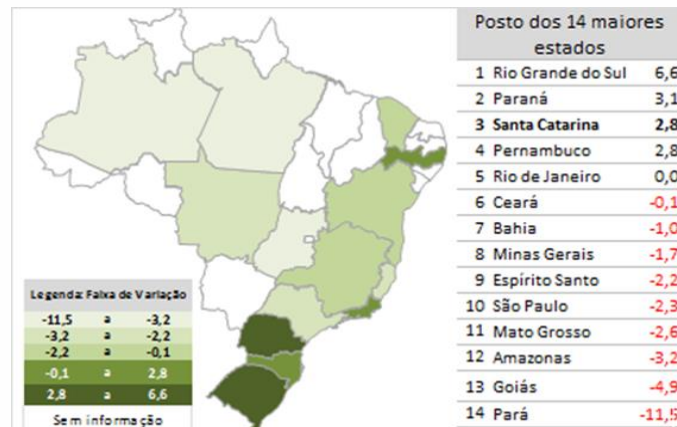 Posto dos 14 maiores
estados
1 Rio Grande do Sul 6,6
2 Paraná 3,1
3 Santa Catarina 2,8
4 Pernambuco 2,8
5 Rio de Janeiro 0,0
6 Ceará -0,1
7 Bahia -1,0
8 Minas Gerais -1,7
9 Espírito Santo -2,2
10 São Paulo -2,3
11 Mato Grosso -2,6
12 Amazonas -3,2
13 Goiás -4,9
14 Pará -11,5
Legenda: Faixa de Variação
-11,5 a -3,2
-3,2 a -2,2
-2,2 a -0,1
-0,1 a 2,8
2,8 a 6,6
Sem informação